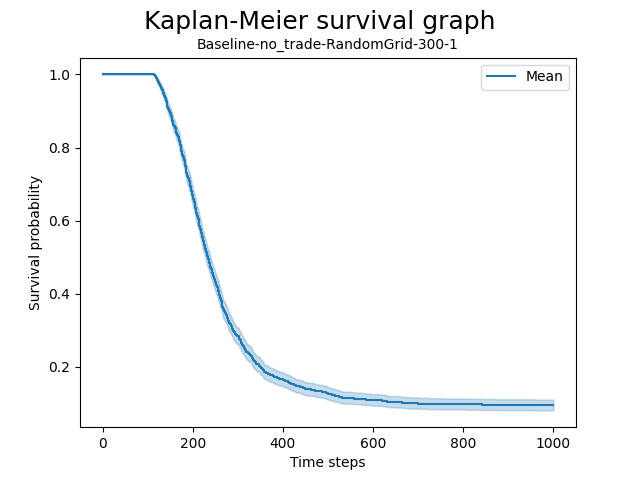 Kaplan-Meier survival graph
Baseline-no_trade-RandomGrid-300-1
Mean
1.0
0.8
0.6
0.4
0.2
Survival probability
0 200 400 600 800 1000
Time steps